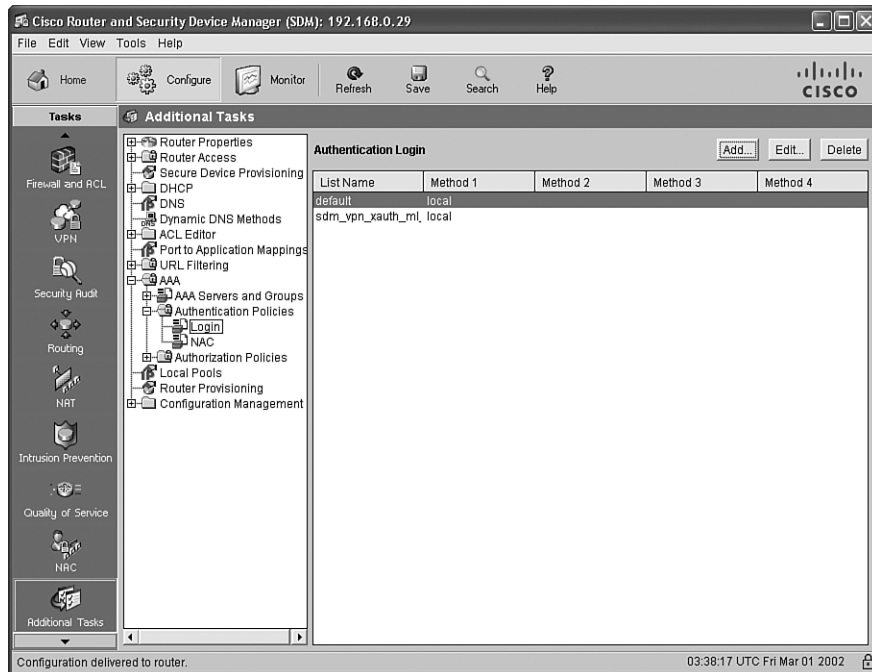 Cisco Router and Security Device Manager (SDM): 192.168.0.29
File Edit View Tools Help
Home Configure Monitor Refresh Save Search Help
CISCO
Tasks
Firewall and ACL
VPN
Security Audit
Routing
NAT
Intrusion Prevention
Quality of Service
NAC
Additional Tasks
Additional Tasks
Router Properties
Router Access
Secure Device Provisioning
DHCP
DNS
Dynamic DNS Methods
ACL Editor
Port to Application Mappings
URL Filtering
AAA
AAA Servers and Groups
Authentication Policies
Login
NAC
Authorization Policies
Local Pools
Router Provisioning
Configuration Management
Authentication Login Add... Edit... Delete
List Name Method 1 Method 2 Method 3 Method 4
default local
sdm_vpn_xauth_ml_ local
Configuration delivered to router. 03:38:17 UTC Fri Mar 01 2002